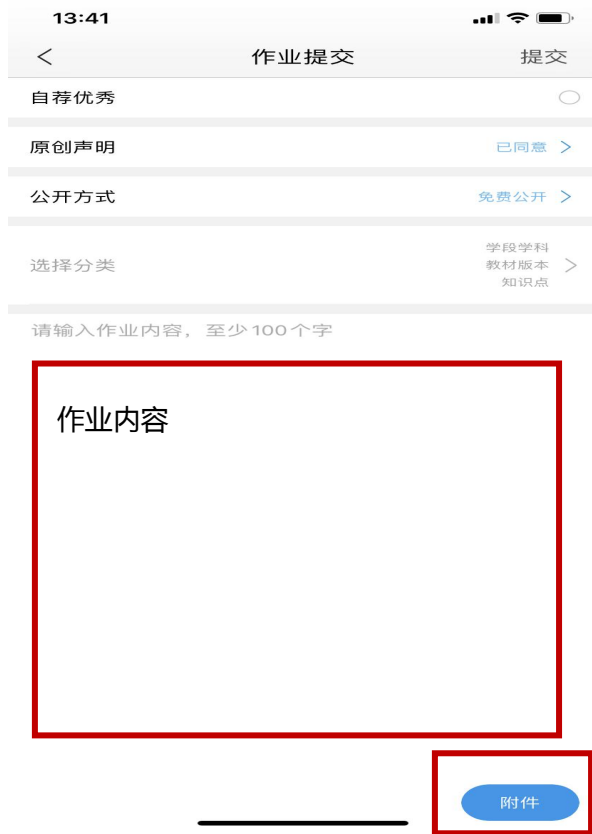 13:41
作业提交
提交
自荐优秀
原创声明
已同意
公开方式
免费公开
选择分类
学段学科
教材版本
知识点
请输入作业内容，至少100个字
作业内容
附件